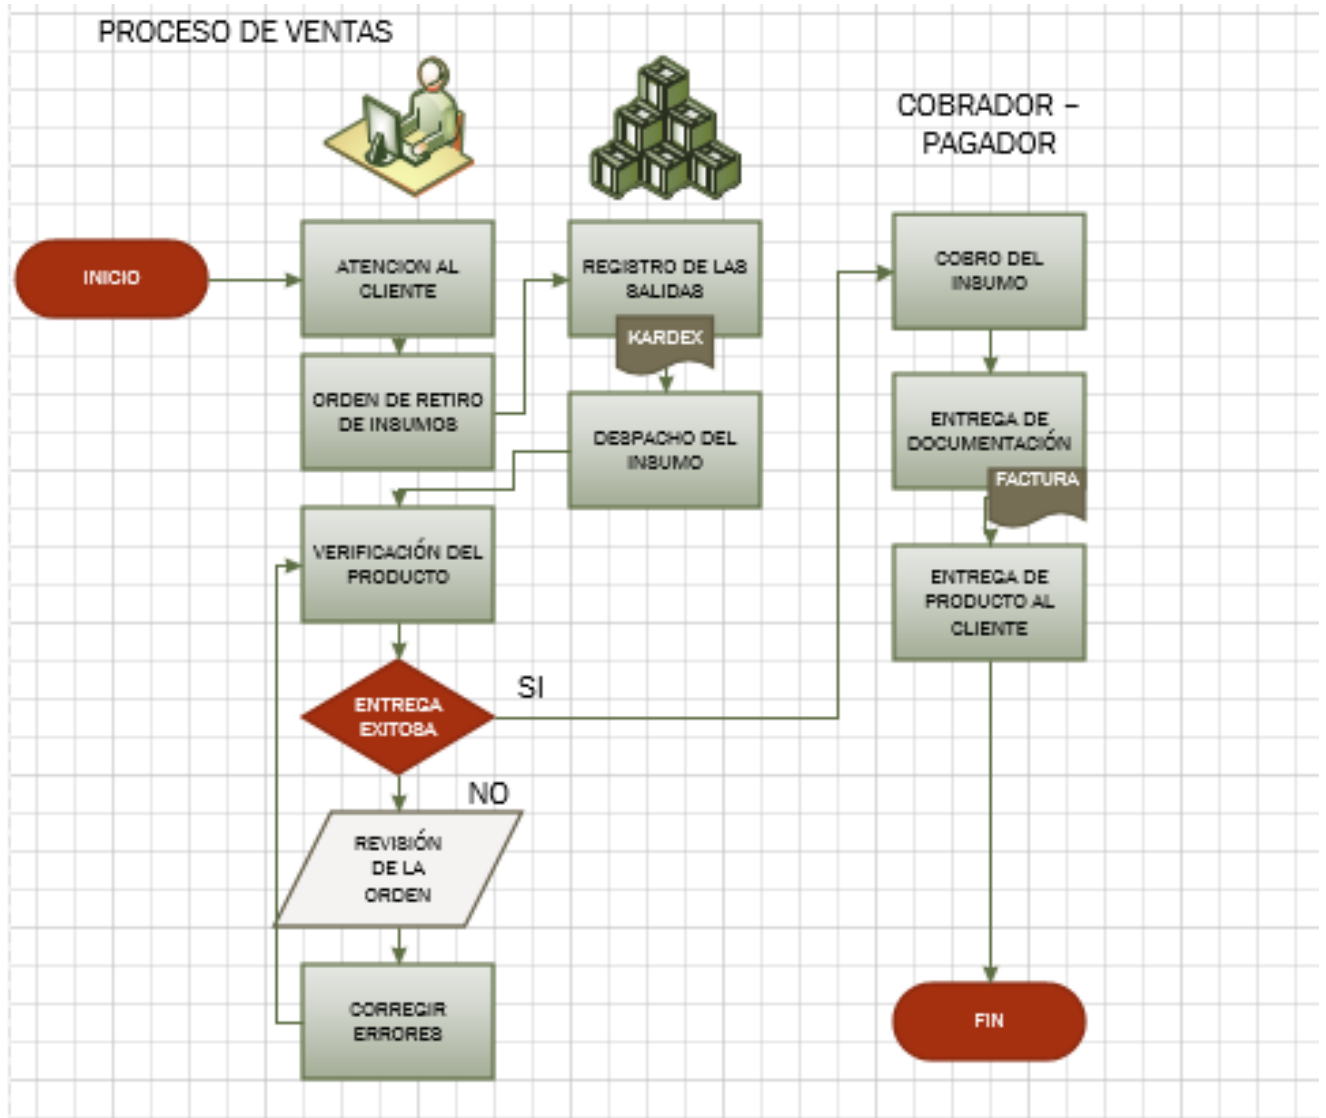 PROCESO DE VENTAS
COBRADOR –
PAGADOR
INICIO
ATENCION AL
CLIENTE
REGISTRO DE LAS
SALIDAS
KARDEX
COBRO DEL
INSUMO
ORDEN DE RETIRO
DE INSUMOS
DESPACHO DEL
INSUMO
ENTREGA DE
DOCUMENTACIÓN
FACTURA
VERIFICACIÓN DEL
PRODUCTO
ENTREGA DE
PRODUCTO AL
CLIENTE
ENTREGA
EXITOSA
SI
NO
REVISIÓN
DE LA
ORDEN
CORREGIR
ERRORES
FIN